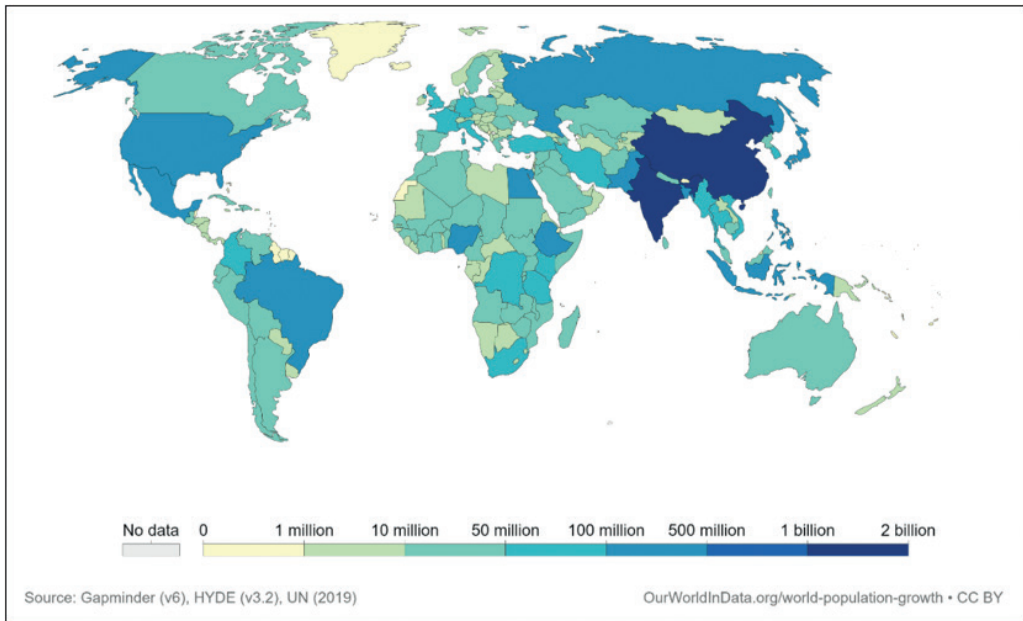 No data
0
1 million
10 million
50 million
100 million
500 million
1 billion
2 billion
Source: Gapminder (v6), HYDE (v3.2), UN (2019)
OurWorldInData.org/world-population-growth • CC BY